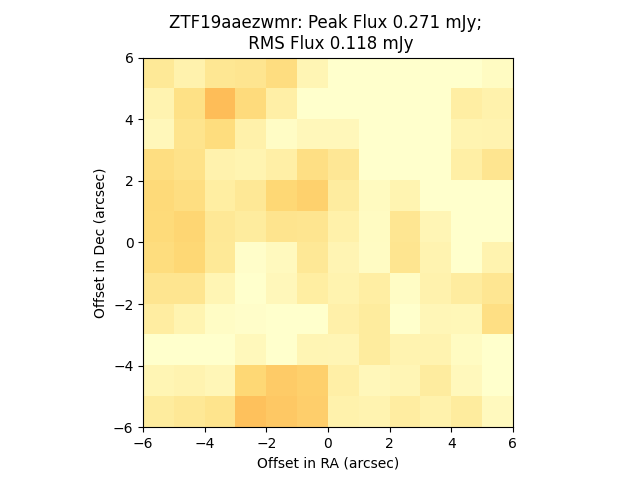 ZTF19aaezwmr: Peak Flux 0.271 mJy;
RMS Flux 0.118 mJy
6
4
2
0
−2
−4
−6
Offset in Dec (arcsec)
−6 −4 −2 0 2 4 6
Offset in RA (arcsec)